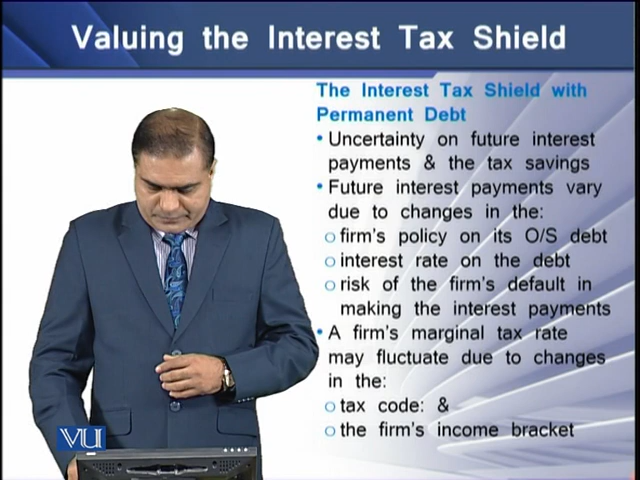 Valuing the Interest Tax Shield
The Interest Tax Shield with
Permanent Debt
• Uncertainty on future interest
payments & the tax savings
• Future interest payments vary
due to changes in the:
o firm's policy on its O/S debt
o interest rate on the debt
o risk of the firm's default in
making the interest payments
• A firm's marginal tax rate
may fluctuate due to changes
in the:
o tax code: &
o the firm's income bracket
VU